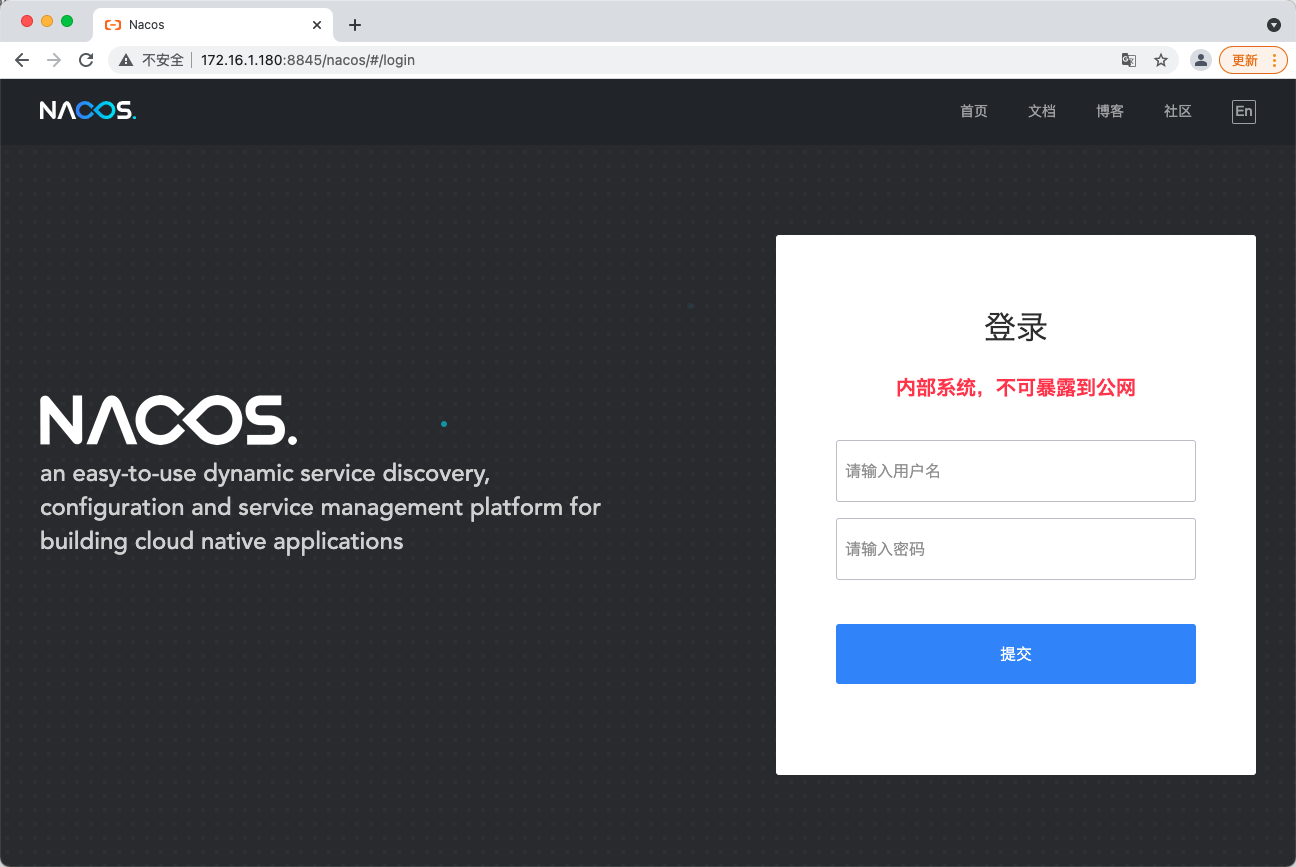 Nacos
不安全 172.16.1.180:8845/nacos/#/login 更新
NACOS. 首页 文档 博客 社区 En
登录
内部系统，不可暴露到公网
NACOS.
an easy-to-use dynamic service discovery,
configuration and service management platform for
building cloud native applications
请输入用户名
请输入密码
提交